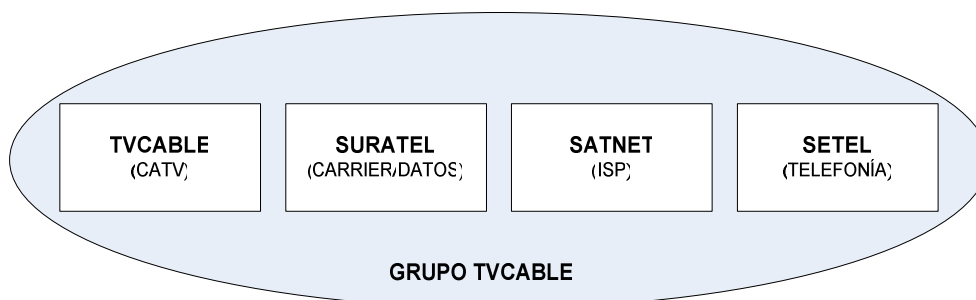 TVCABLE
(CATV)
SURATEL
(CARRIER/DATOS)
SATNET
(ISP)
SETEL
(TELEFONÍA)
GRUPO TVCABLE